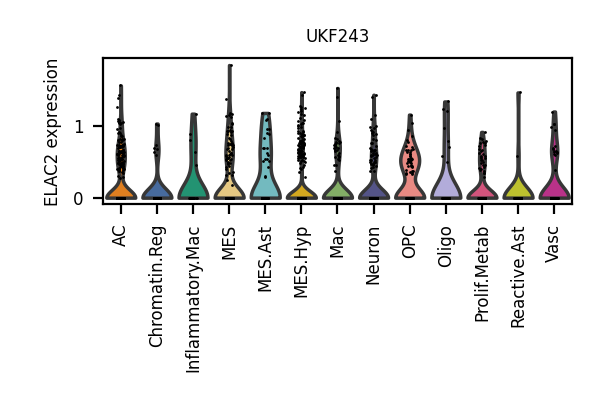 UKF243
ELAC2 expression
1
0
AC
Chromatin.Reg
Inflammatory.Mac
MES
MES.Ast
MES.Hyp
Mac
Neuron
OPC
Oligo
Prolif.Metab
Reactive.Ast
Vasc